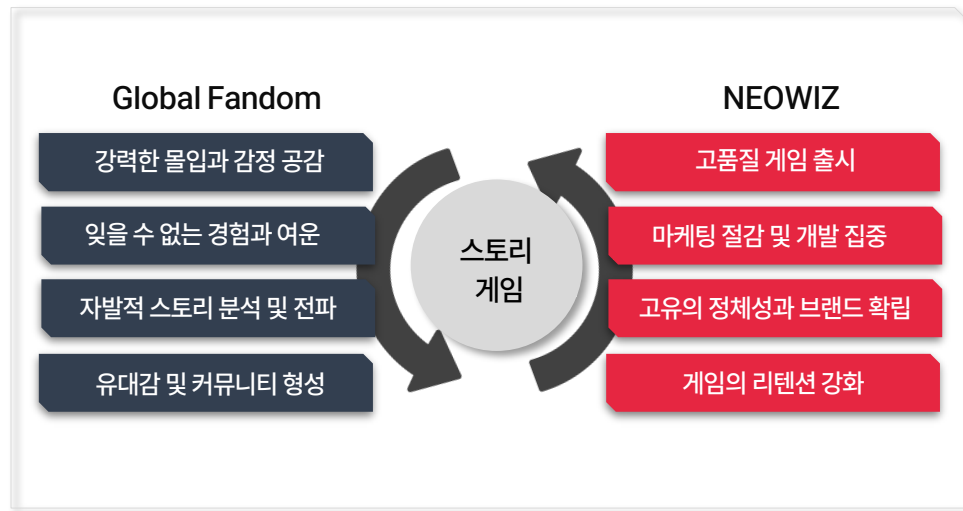 Global Fandom
강력한 몰입과 감정 공감
잊을 수 없는 경험과 여운
자발적 스토리 분석 및 전파
유대감 및 커뮤니티 형성
스토리
게임
NEOWIZ
고품질 게임 출시
마케팅 절감 및 개발 집중
고유의 정체성과 브랜드 확립
게임의 리텐션 강화